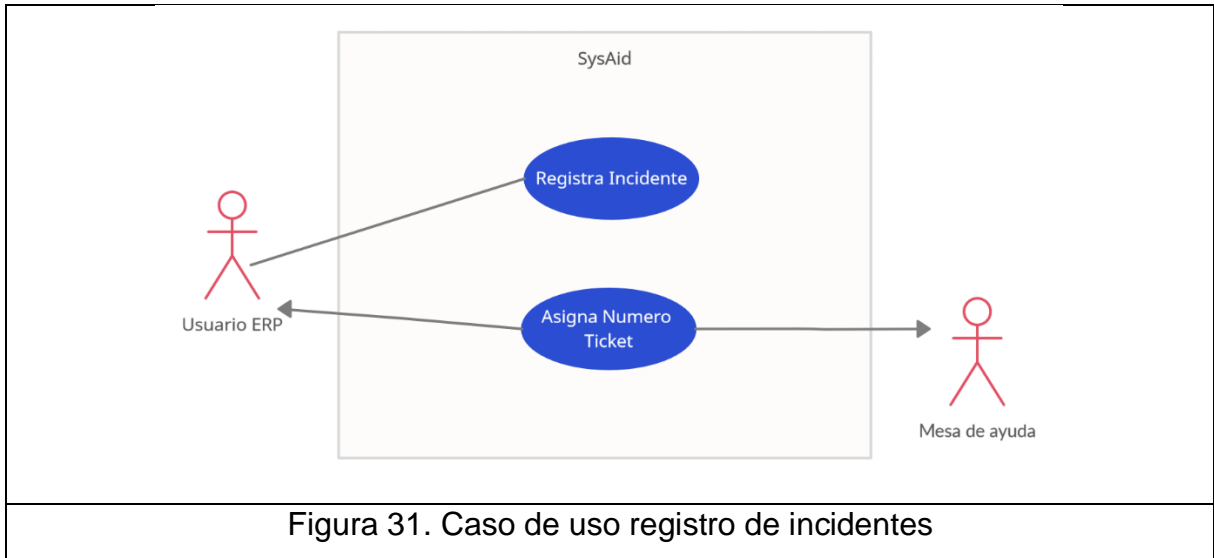 SysAid
Registra Incidente
Usuario ERP
Asigna Numero
Ticket
Mesa de ayuda
Figura 31. Caso de uso registro de incidentes